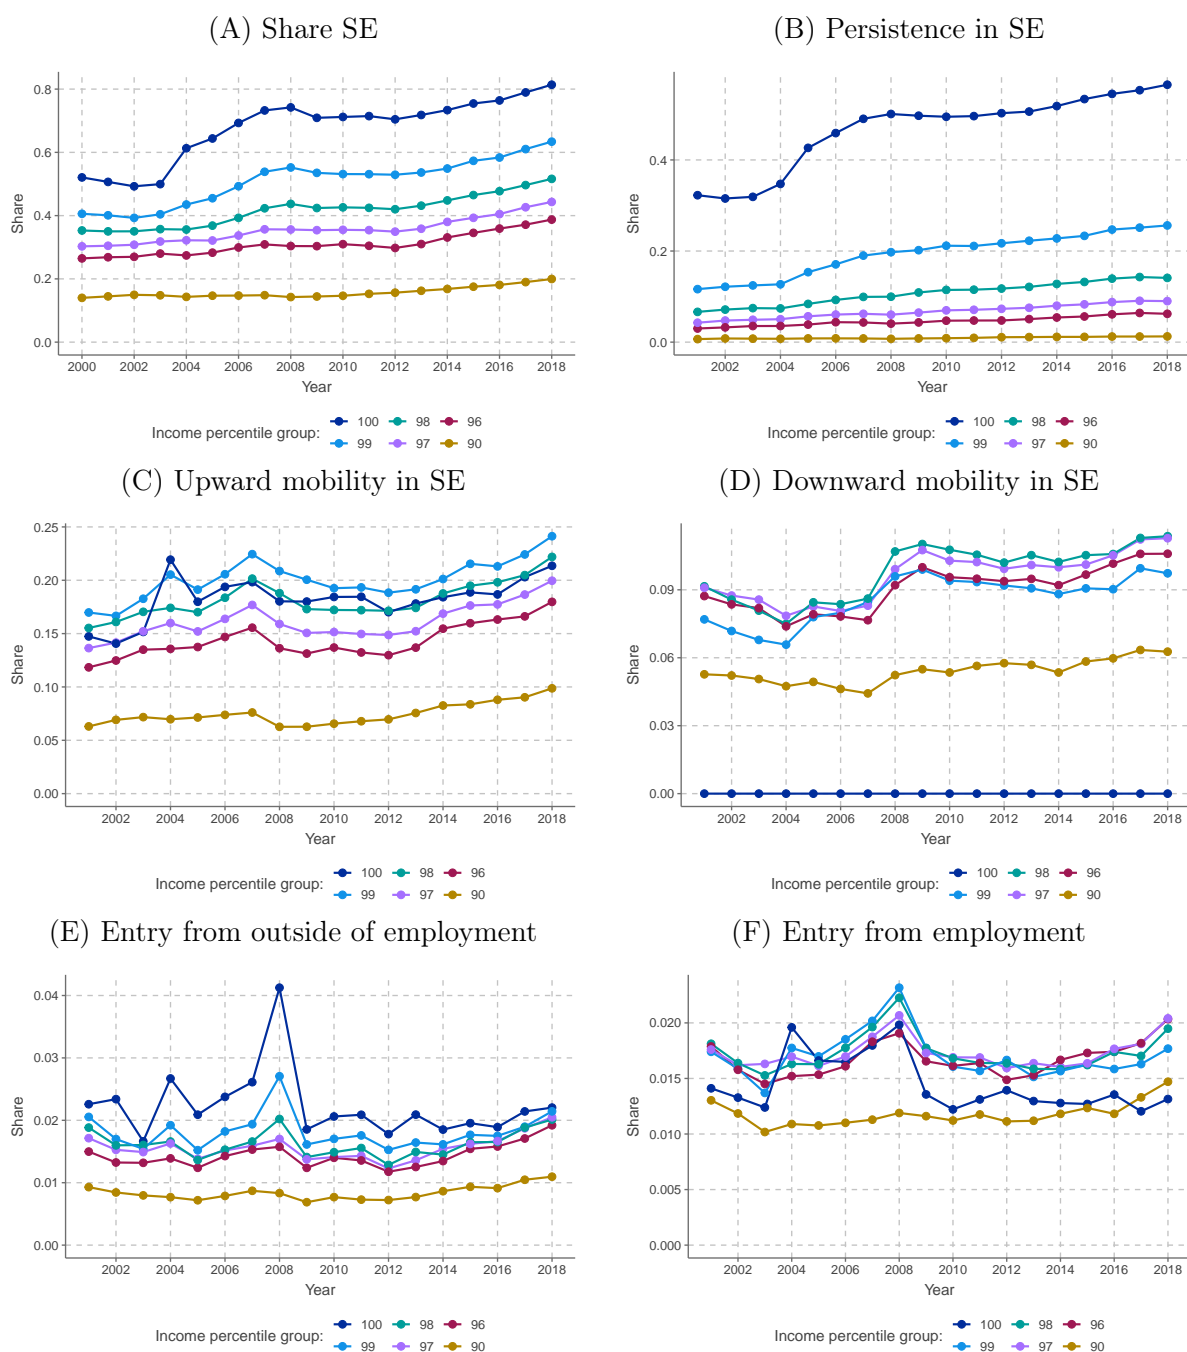 (A) Share SE
(B) Persistence in SE
0.8
0.6
0.4
0.2
0.0
Share
2000 2002 2004 2006 2008 2010 2012 2014 2016 2018
Year
Income percentile group: 100 98 96
99 97 90
0.4
0.2
0.0
Share
2002 2004 2006 2008 2010 2012 2014 2016 2018
Year
Income percentile group: 100 98 96
99 97 90
(C) Upward mobility in SE
(D) Downward mobility in SE
0.25
0.20
0.15
0.10
0.05
0.00
Share
2002 2004 2006 2008 2010 2012 2014 2016 2018
Year
Income percentile group: 100 98 96
99 97 90
0.09
0.06
0.03
0.00
Share
2002 2004 2006 2008 2010 2012 2014 2016 2018
Year
Income percentile group: 100 98 96
99 97 90
(E) Entry from outside of employment
(F) Entry from employment
0.04
0.03
0.02
0.01
0.00
Share
2002 2004 2006 2008 2010 2012 2014 2016 2018
Year
Income percentile group: 100 98 96
99 97 90
0.020
0.015
0.010
0.005
0.000
Share
2002 2004 2006 2008 2010 2012 2014 2016 2018
Year
Income percentile group: 100 98 96
99 97 90